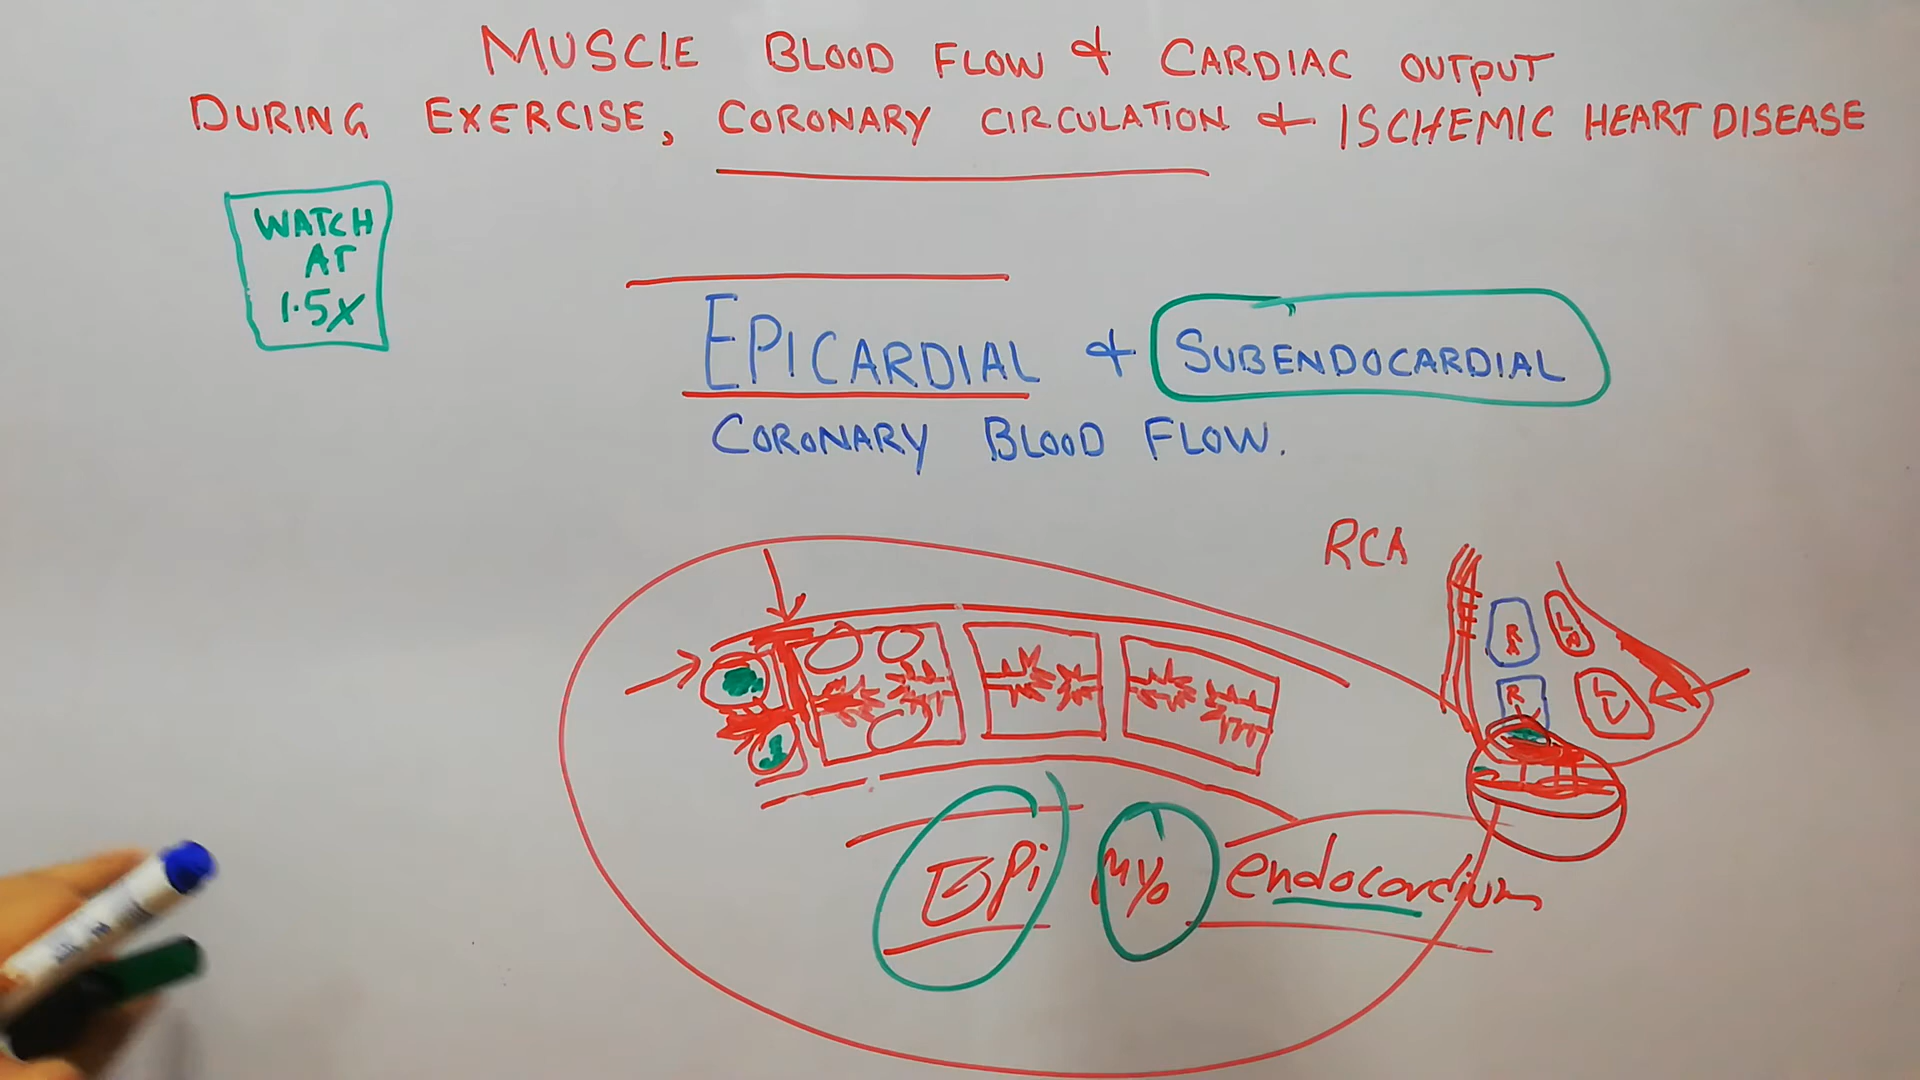 MUSCLE BLOOD FLOW & CARDIAC OUTPUT
DURING EXERCISE, CORONARY CIRCULATION & ISCHEMIC HEART DISEASE
WATCH
AT
1.5X
EPICARDIAL & SUBENDOCARDIAL
CORONARY BLOOD FLOW.
RCA
R
LA
R
LV
EPi
Myo
endocardium